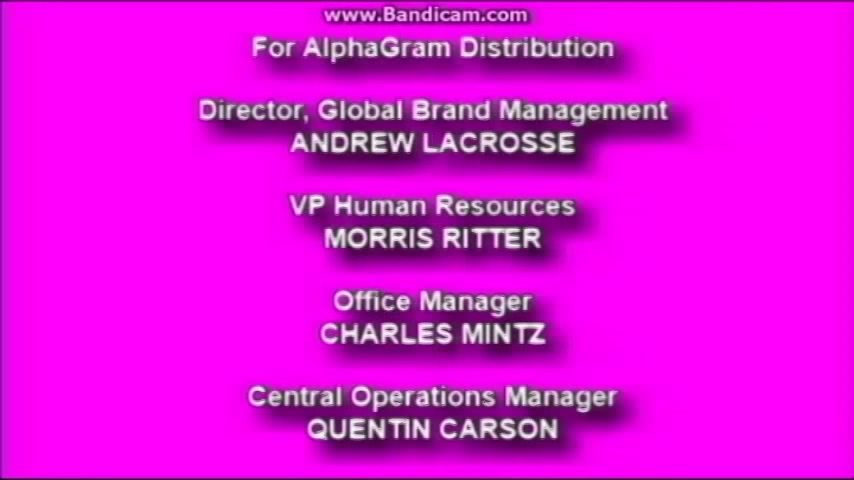 www.Bandicam.com
For AlphaGram Distribution
Director, Global Brand Management
ANDREW LACROSSE
VP Human Resources
MORRIS RITTER
Office Manager
CHARLES MINTZ
Central Operations Manager
QUENTIN CARSON